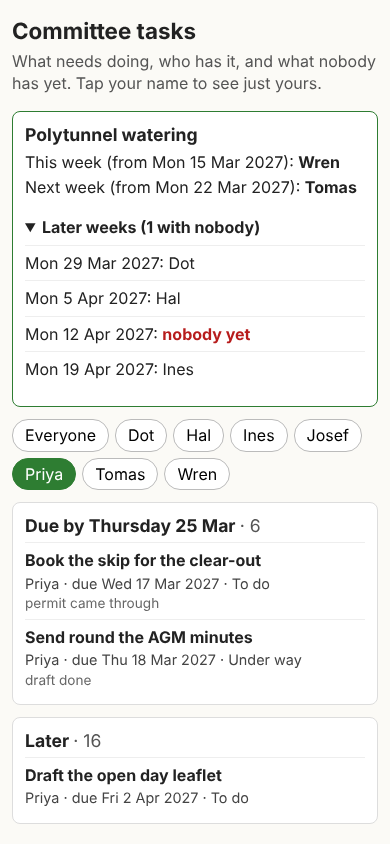 Committee tasks
What needs doing, who has it, and what nobody
has yet. Tap your name to see just yours.
Polytunnel watering
This week (from Mon 15 Mar 2027): Wren
Next week (from Mon 22 Mar 2027): Tomas
▼ Later weeks (1 with nobody)
Mon 29 Mar 2027: Dot
Mon 5 Apr 2027: Hal
Mon 12 Apr 2027: nobody yet
Mon 19 Apr 2027: Ines
Everyone Dot Hal Ines Josef
Priya Tomas Wren
Due by Thursday 25 Mar · 6
Book the skip for the clear-out
Priya · due Wed 17 Mar 2027 · To do
permit came through
Send round the AGM minutes
Priya · due Thu 18 Mar 2027 · Under way
draft done
Later · 16
Draft the open day leaflet
Priya · due Fri 2 Apr 2027 · To do